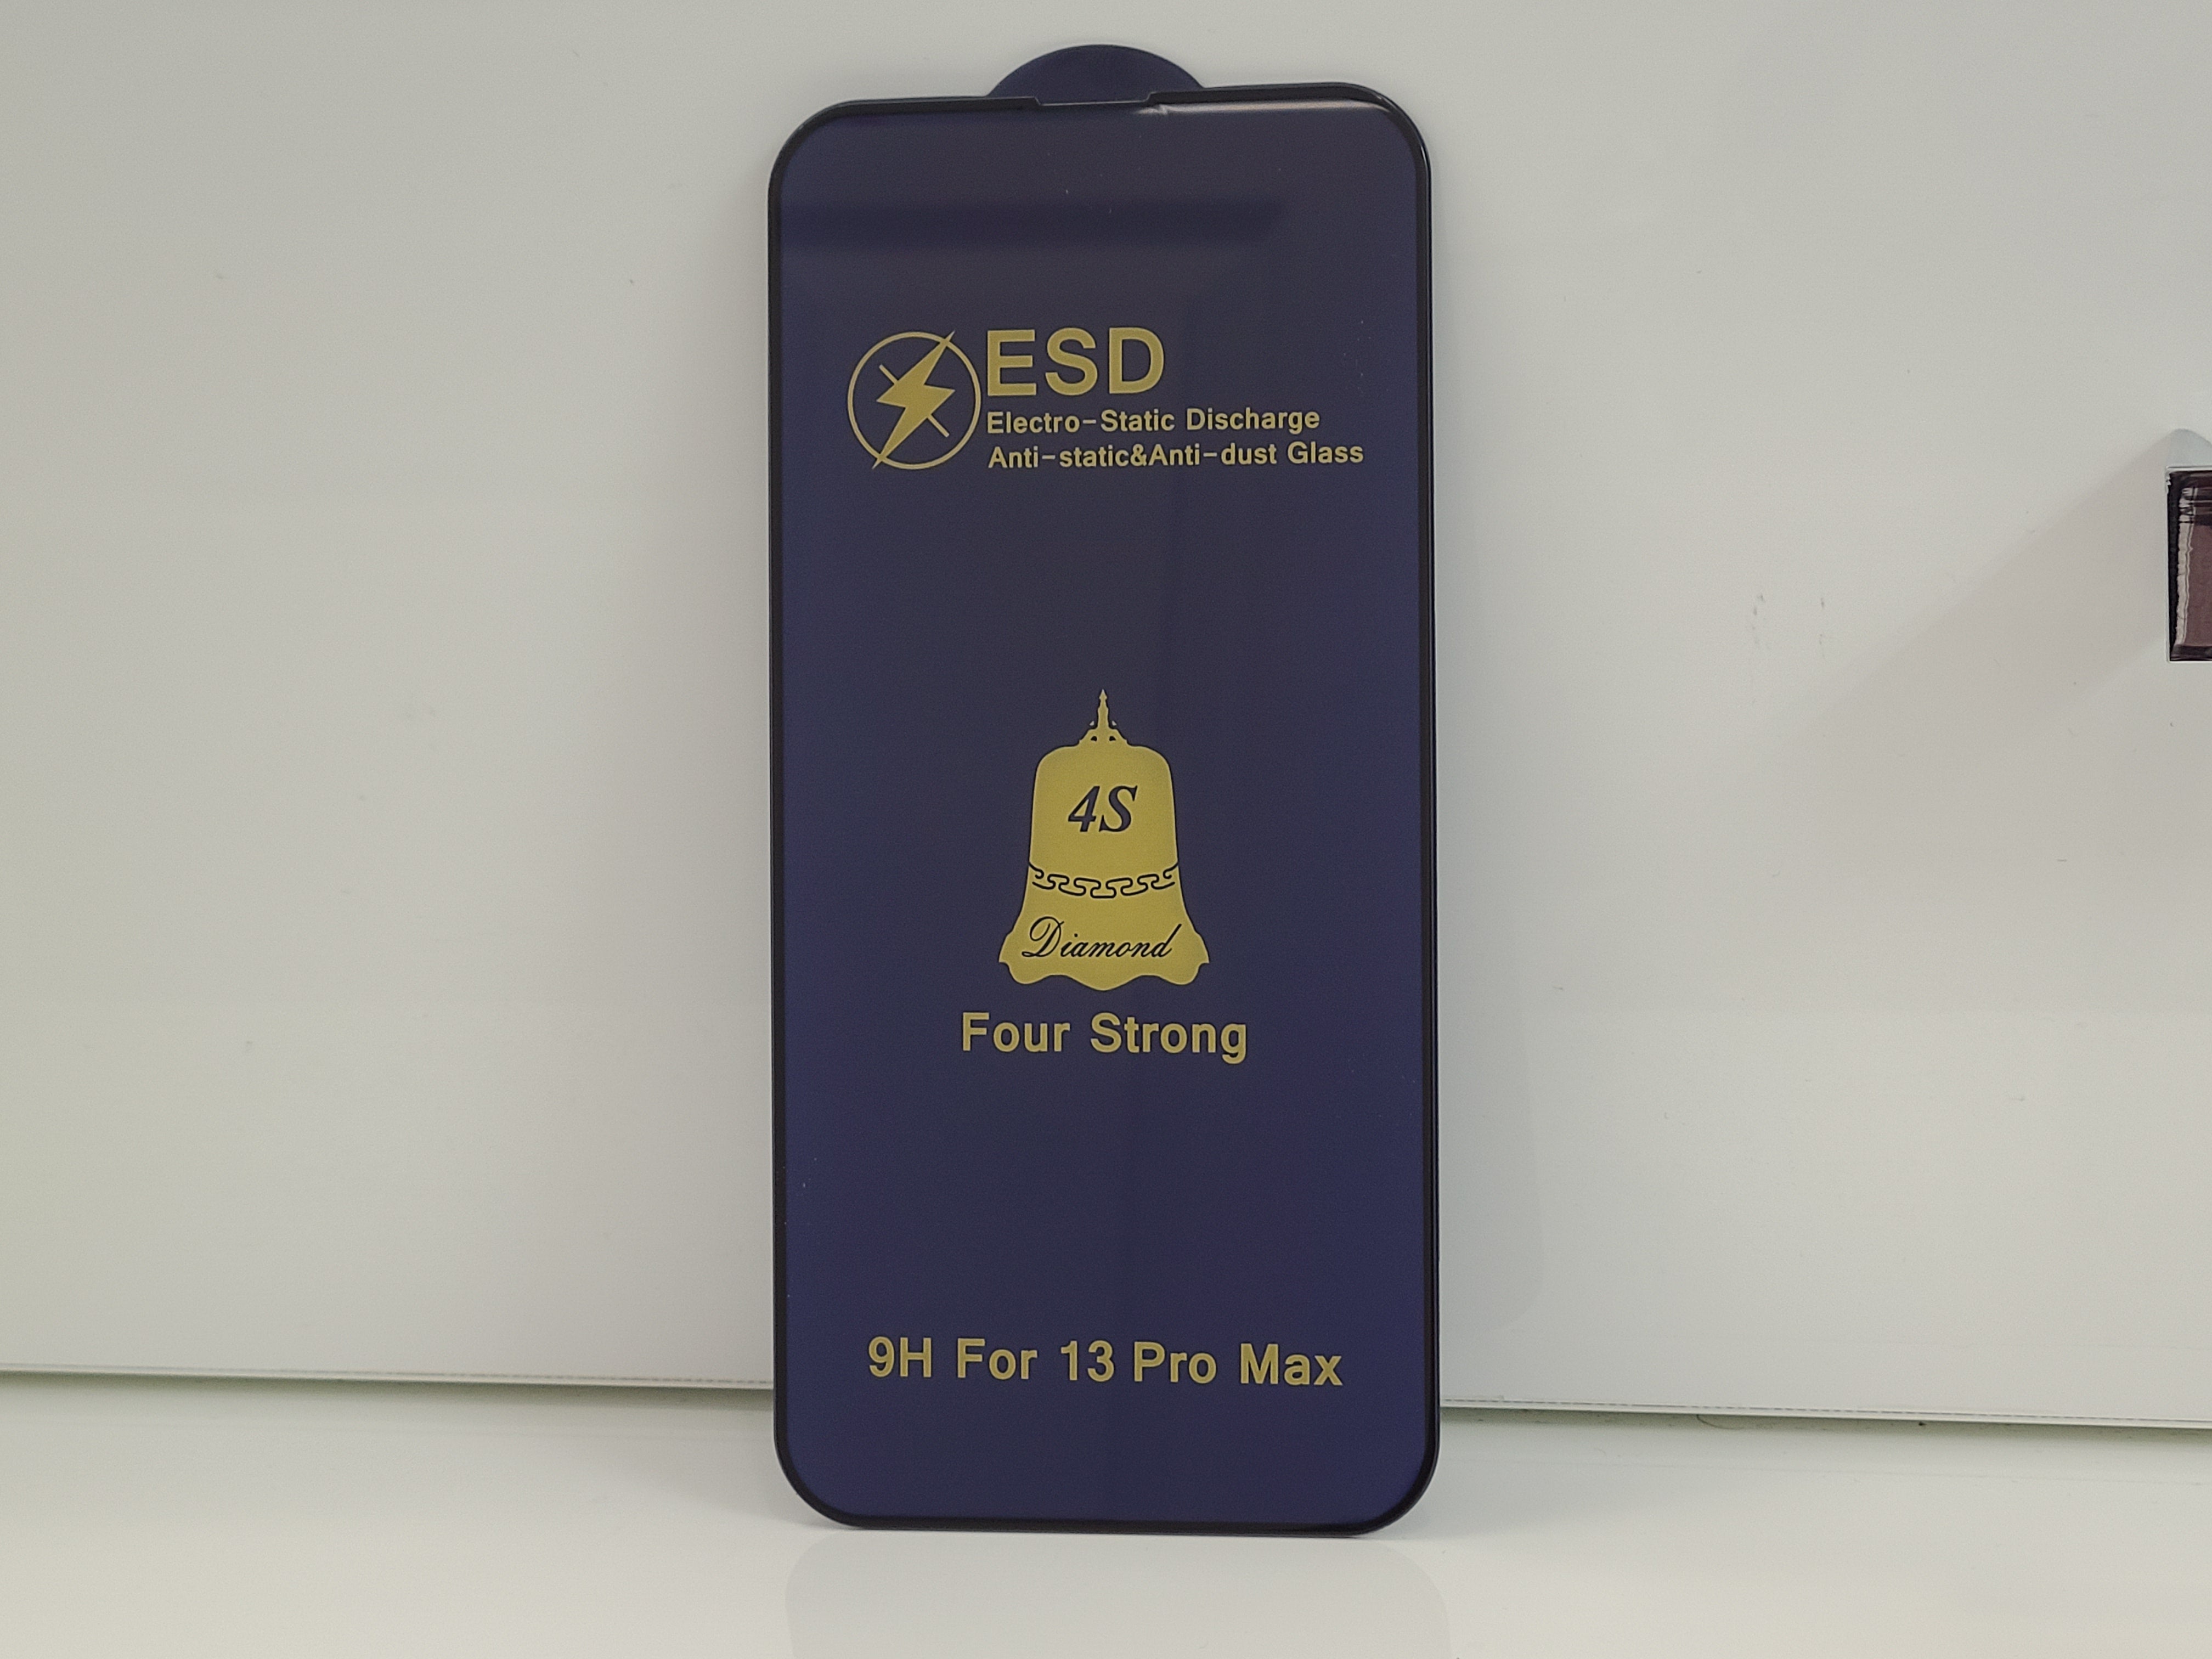 ESD
Electro-Static Discharge
Anti-static&Anti-dust Glass
4S
Diamond
Four Strong
9H For 13 Pro Max